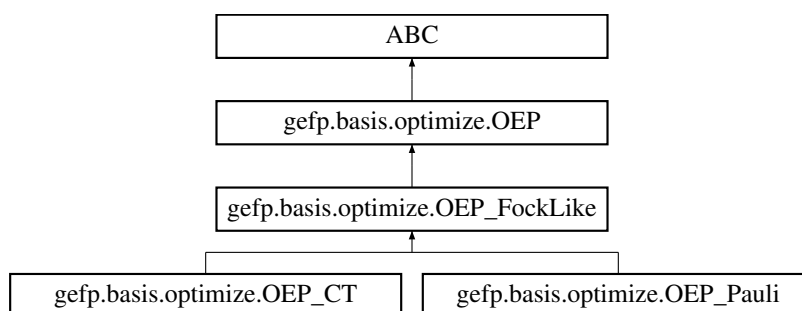 ABC
gefp.basis.optimize.OEP
gefp.basis.optimize.OEP_FockLike
gefp.basis.optimize.OEP_CT
gefp.basis.optimize.OEP_Pauli